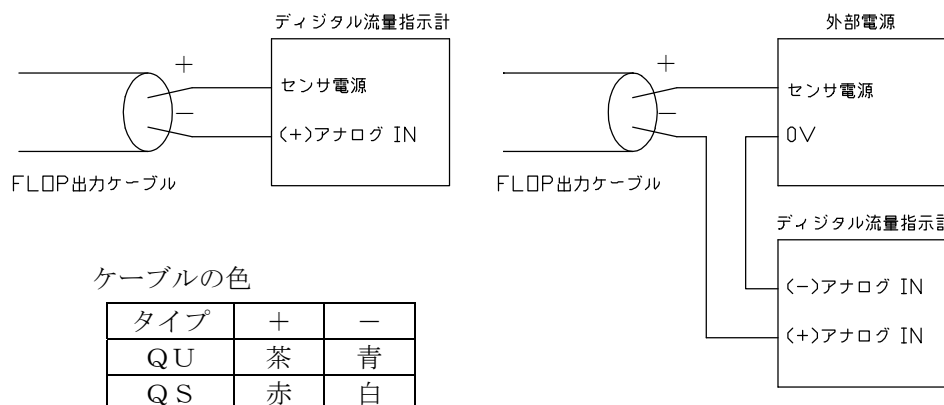 ディジタル流量指示計
+
センサ電源
−
(+)アナログ IN
FLOP出力ケーブル
外部電源
+
センサ電源
−
0V
FLOP出力ケーブル
ディジタル流量指示計
(−)アナログ IN
(+)アナログ IN
ケーブルの色
タイプ + −
QU 茶 青
QS 赤 白